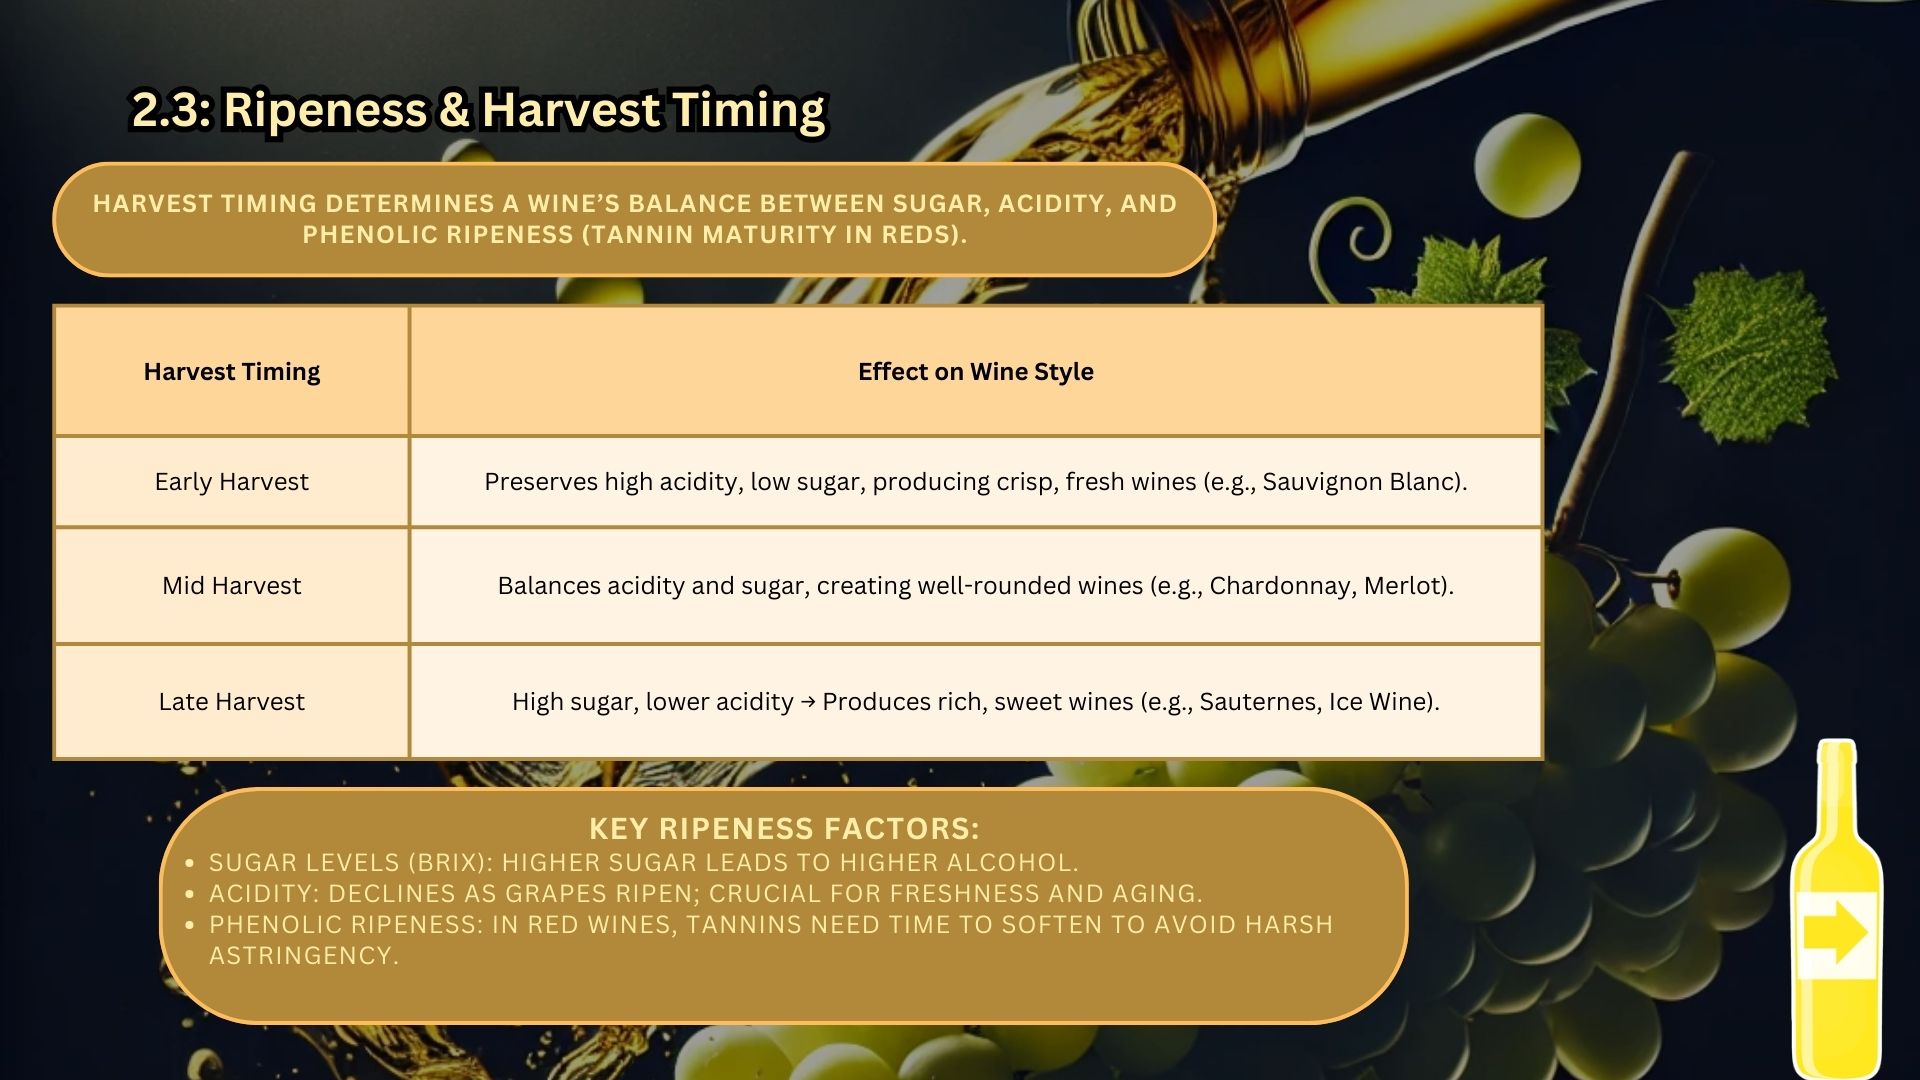 2.3: Ripeness & Harvest Timing
HARVEST TIMING DETERMINES A WINE’S BALANCE BETWEEN SUGAR, ACIDITY, AND
PHENOLIC RIPENESS (TANNIN MATURITY IN REDS).
Harvest Timing
Effect on Wine Style
Early Harvest
Preserves high acidity, low sugar, producing crisp, fresh wines (e.g., Sauvignon Blanc).
Mid Harvest
Balances acidity and sugar, creating well-rounded wines (e.g., Chardonnay, Merlot).
Late Harvest
High sugar, lower acidity → Produces rich, sweet wines (e.g., Sauternes, Ice Wine).
KEY RIPENESS FACTORS:
• SUGAR LEVELS (BRIX): HIGHER SUGAR LEADS TO HIGHER ALCOHOL.
• ACIDITY: DECLINES AS GRAPES RIPEN; CRUCIAL FOR FRESHNESS AND AGING.
• PHENOLIC RIPENESS: IN RED WINES, TANNINS NEED TIME TO SOFTEN TO AVOID HARSH
ASTRINGENCY.